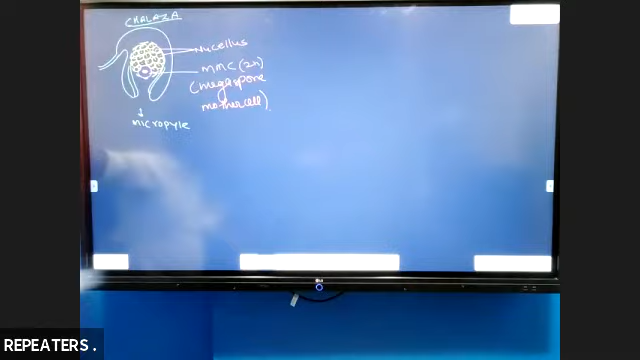 CHALAZA
Nucellus
MMC (2n)
(megaspore
mother cell).
micropyle
REPEATERS.